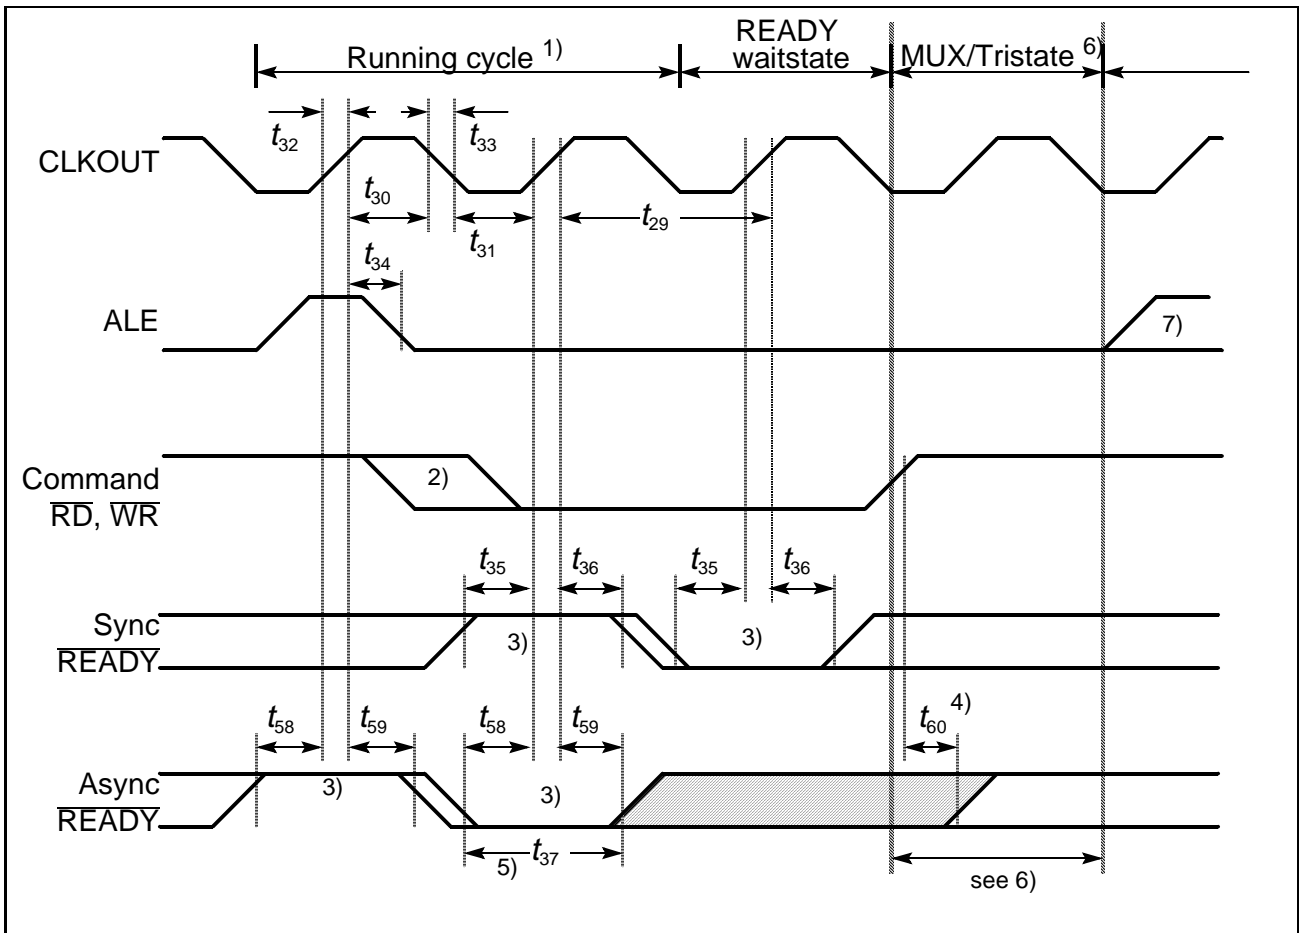 READY
Running cycle 1) waitstate MUX/Tristate 6)
t32 t33
CLKOUT
t30
t31 t29
t34
ALE 7)
Command 2)
RD, WR
t35 t36 t35 t36
Sync 3) 3)
READY
t58 t59 t58 t59 t60 4)
Async 3) 3)
READY
5) t37
see 6)